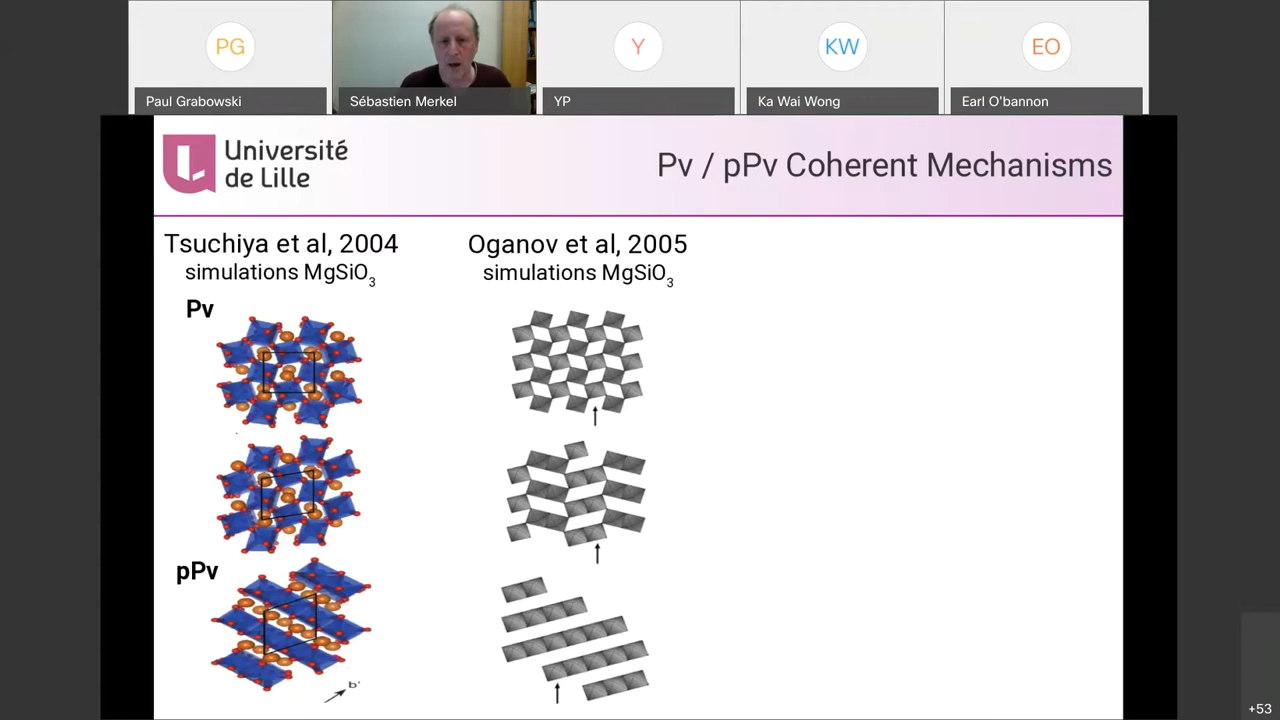 PG
Paul Grabowski
Sébastien Merkel
Y
YP
KW
Ka Wai Wong
EO
Earl O'bannon
Université
de Lille
Pv / pPv Coherent Mechanisms
Tsuchiya et al, 2004
simulations MgSiO3
Oganov et al, 2005
simulations MgSiO3
Pv
pPv
b'
+53